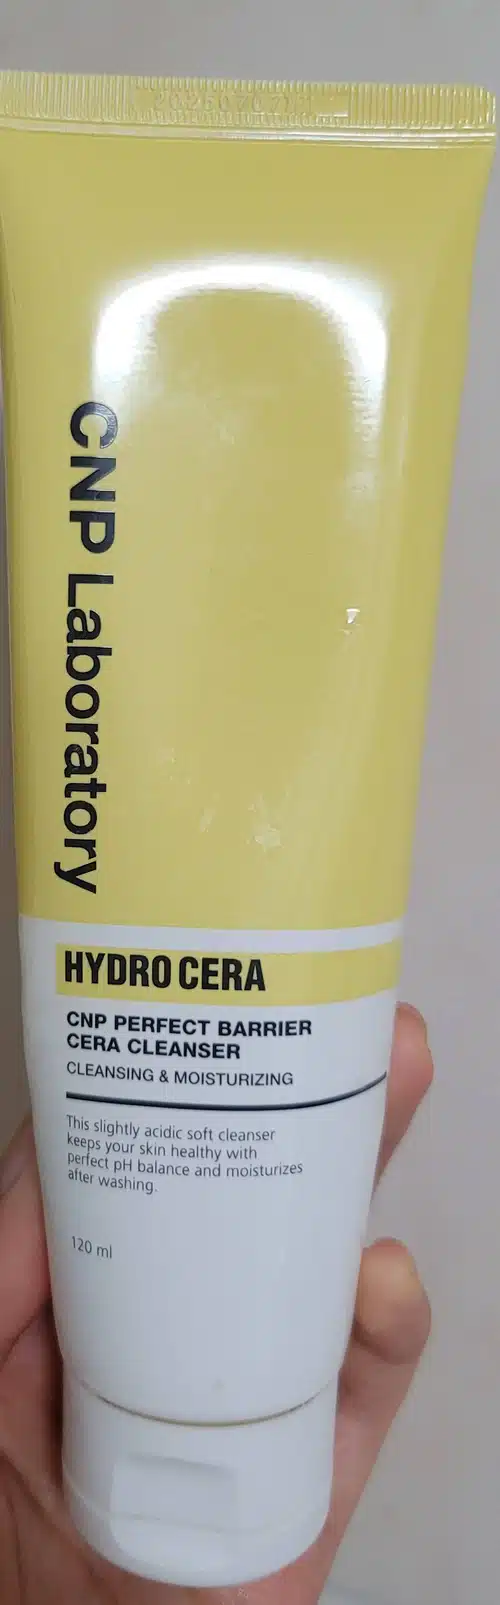 CNP Laboratory
HYDRO CERA
CNP PERFECT BARRIER
CERA CLEANSER
CLEANSING & MOISTURIZING
This slightly acidic soft cleanser
keeps your skin healthy with
perfect pH balance and moisturizes
after washing.
120 ml